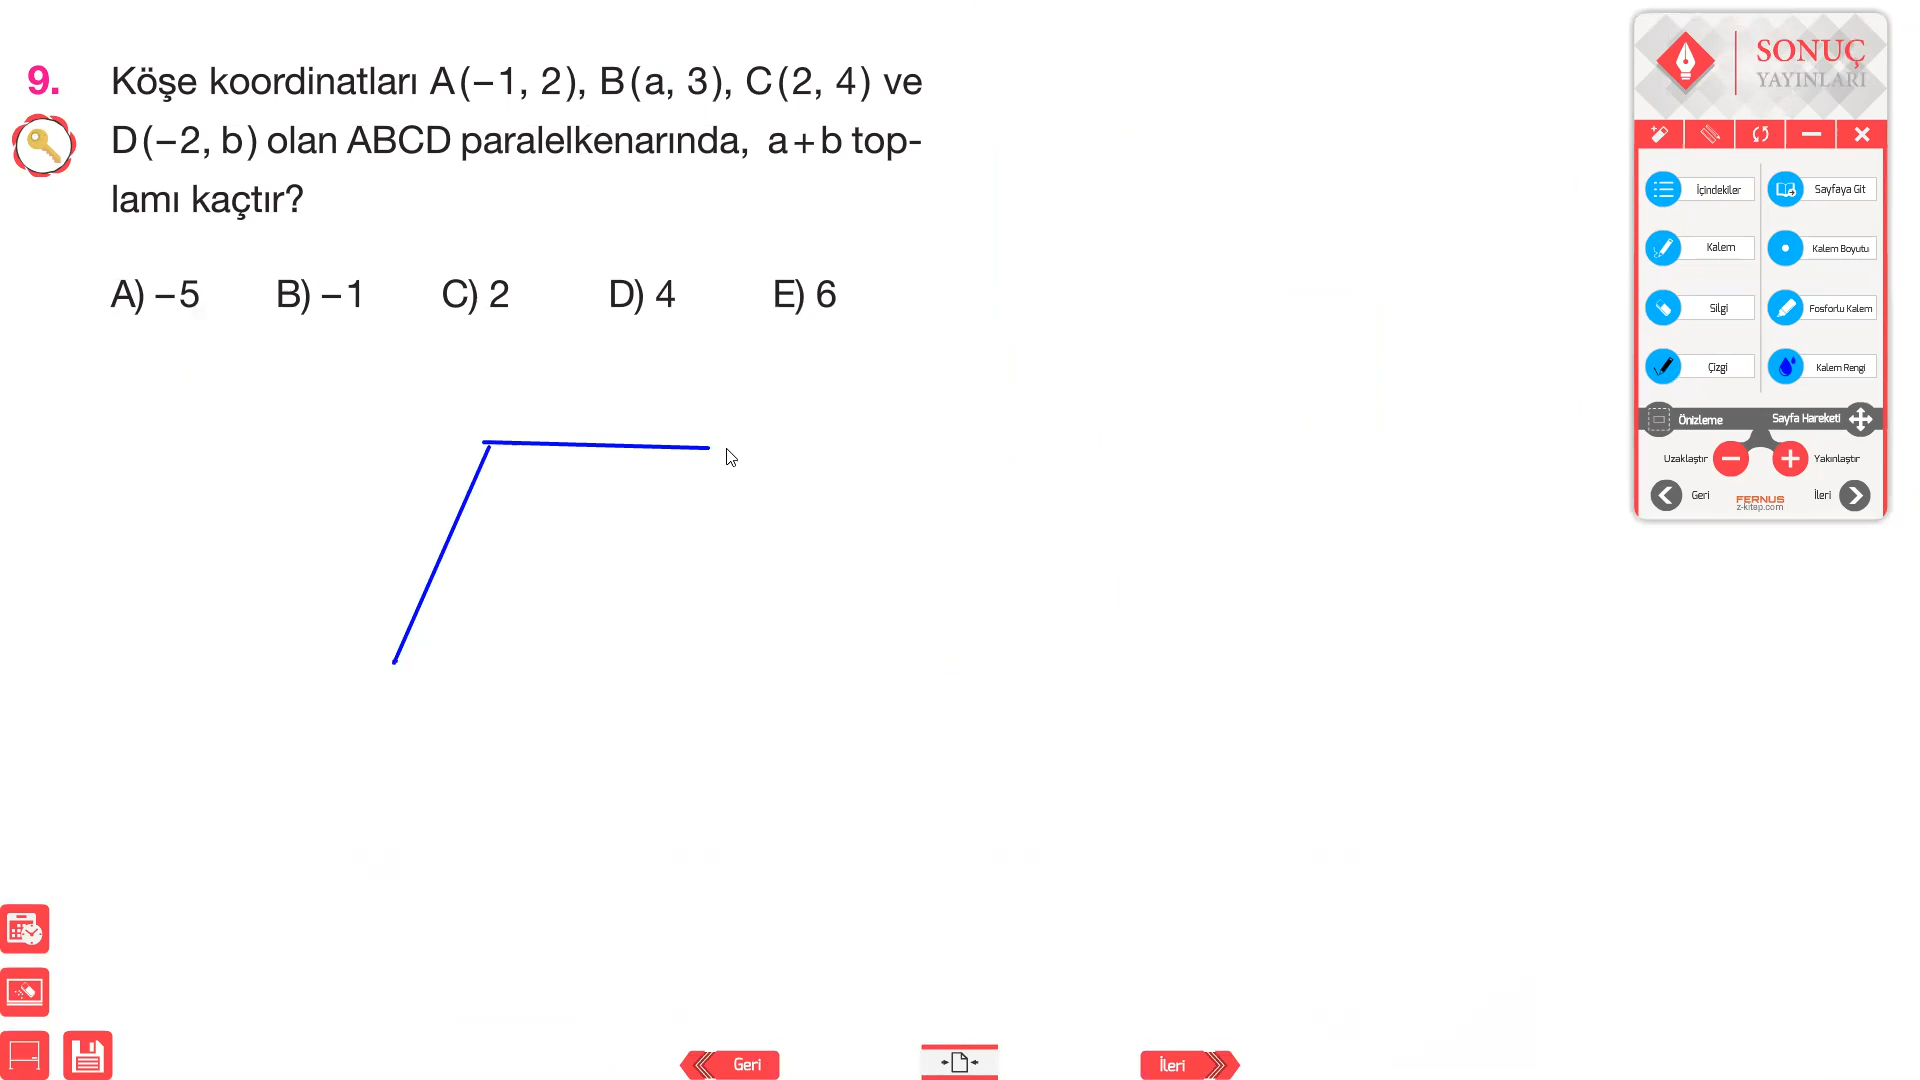 9. Köşe koordinatları A(−1, 2), B(a, 3), C(2, 4) ve
D(−2, b) olan ABCD paralelkenarında, a+b top-
lamı kaçtır?
A) −5 B) −1 C) 2 D) 4 E) 6
SONUÇ
YAYINLARI
İçindekiler
Sayfaya Git
Kalem
Kalem Boyutu
Silgi
Fosforlu Kalem
Çizgi
Kalem Rengi
Önizleme
Sayfa Hareketi
Uzaklaştır
Yakınlaştır
Geri
FERNUS
z-kitap.com
İleri
Geri
İleri